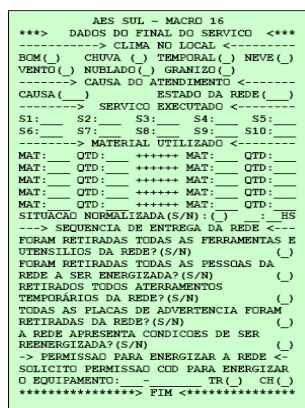 AES SUL - MACRO 16
***> DADOS DO FINAL DO SERVICO <***
-----------> CLIMA NO LOCAL <--------
BOM(_) CHUVA (_) TEMPORAL(_) NEVE(_)
VENTO(_) NUBLADO(_) GRANIZO(_)
-------> CAUSA DO ATENDIMENTO <-------
CAUSA(___) ESTADO DA REDE(___)
--------> SERVICO EXECUTADO <--------
S1:___ S2:___ S3:___ S4:___ S5:___
S6:___ S7:___ S8:___ S9:___ S10:___
--------> MATERIAL UTILIZADO <-------
MAT:___ QTD:___ ++++++ MAT:___ QTD:___
MAT:___ QTD:___ ++++++ MAT:___ QTD:___
MAT:___ QTD:___ ++++++ MAT:___ QTD:___
MAT:___ QTD:___ ++++++ MAT:___ QTD:___
MAT:___ QTD:___ ++++++ MAT:___ QTD:___
SITUACAO NORMALIZADA(S/N):(_) __:__HS
---> SEQUENCIA DE ENTREGA DA REDE <---
FORAM RETIRADAS TODAS AS FERRAMENTAS E
UTENSILIOS DA REDE?(S/N) (_)
FORAM RETIRADAS TODAS AS PESSOAS DA
REDE A SER ENERGIZADA?(S/N) (_)
RETIRADOS TODOS ATERRAMENTOS
TEMPORÁRIOS DA REDE?(S/N) (_)
TODAS AS PLACAS DE ADVERTENCIA FORAM
RETIRADAS DA REDE?(S/N) (_)
A REDE APRESENTA CONDICOES DE SER
REENERGIZADA?(S/N) (_)
-> PERMISSAO PARA ENERGIZAR A REDE <-
SOLICITO PERMISSAO COD PARA ENERGIZAR
O EQUIPAMENTO:___-_______ TR(_) CH(_)
****************> FIM <****************